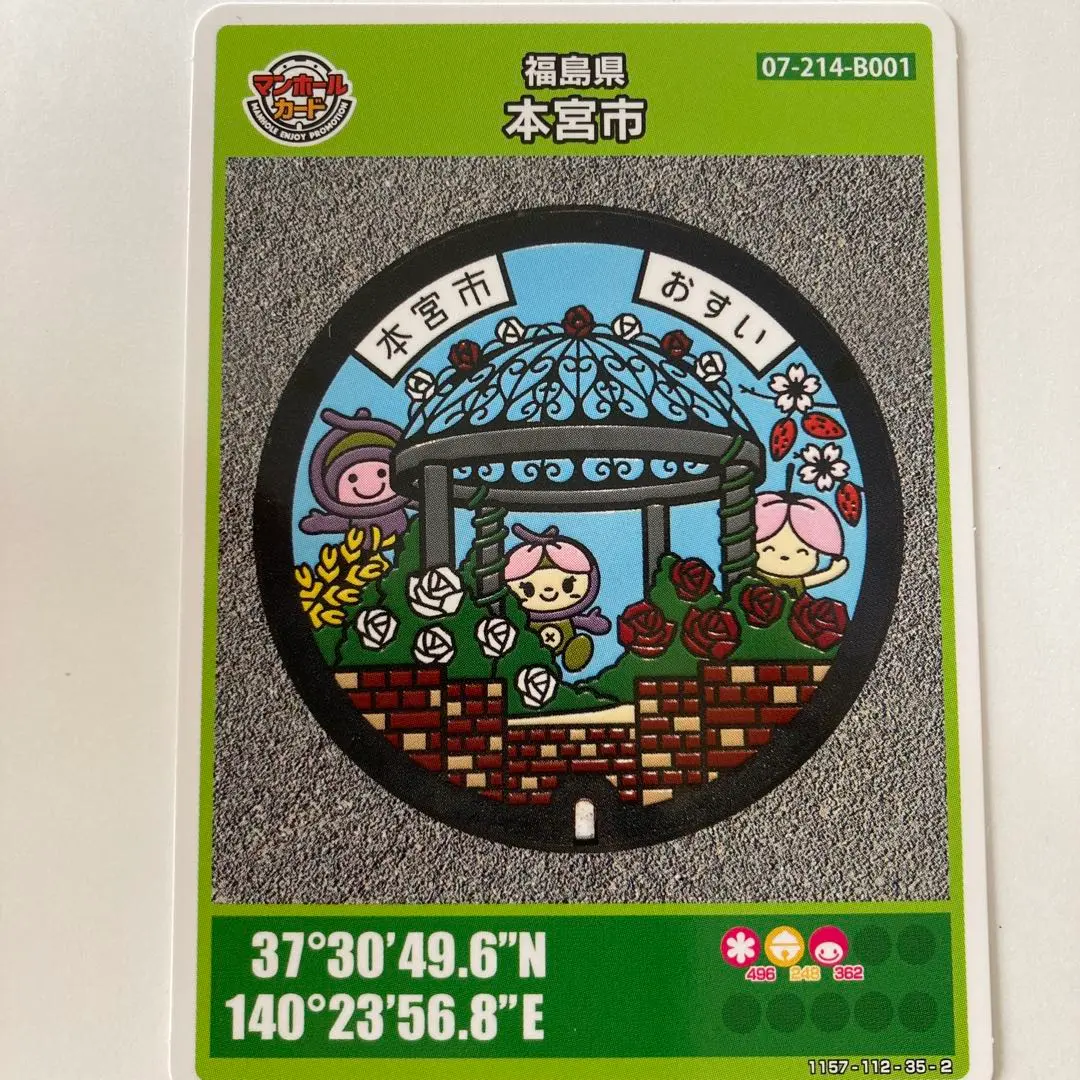 マンホール
カード
MANHOLE ENJOY PROMOTION
福島県
本宮市
07-214-B001
本宮市
おすい
37°30’49.6”N
140°23’56.8”E
496 248 362
1157-112-35-2